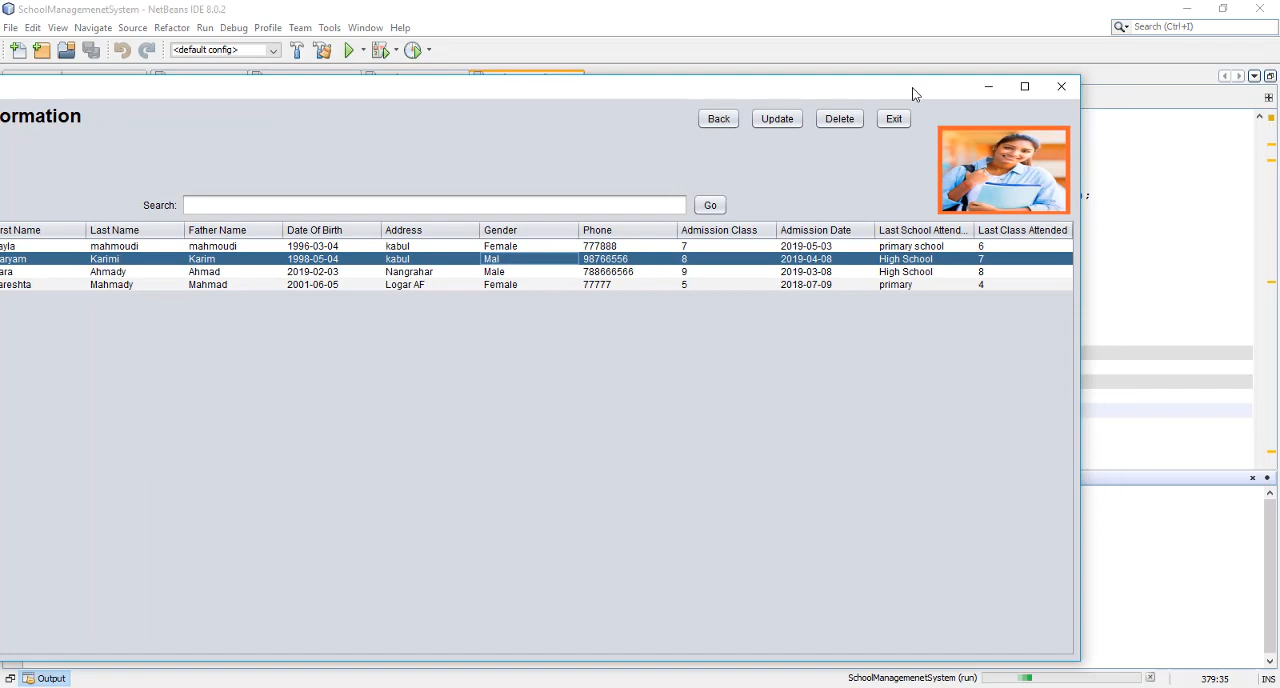 SchoolManagemenetSystem - NetBeans IDE 8.0.2
File Edit View Navigate Source Refactor Run Debug Profile Team Tools Window Help
Search (Ctrl+I)
<default config>
ormation
Back Update Delete Exit
Search: Go
rst Name Last Name Father Name Date Of Birth Address Gender Phone Admission Class Admission Date Last School Attend... Last Class Attended
ayla mahmoudi mahmoudi 1996-03-04 kabul Female 777888 7 2019-05-03 primary school 6
aryam Karimi Karim 1998-05-04 kabul Mal 98766556 8 2019-04-08 High School 7
ara Ahmady Ahmad 2019-02-03 Nangrahar Male 788666566 9 2019-03-08 High School 8
areshta Mahmady Mahmad 2001-06-05 Logar AF Female 77777 5 2018-07-09 primary 4
);
Output
SchoolManagemenetSystem (run) 379:35 INS